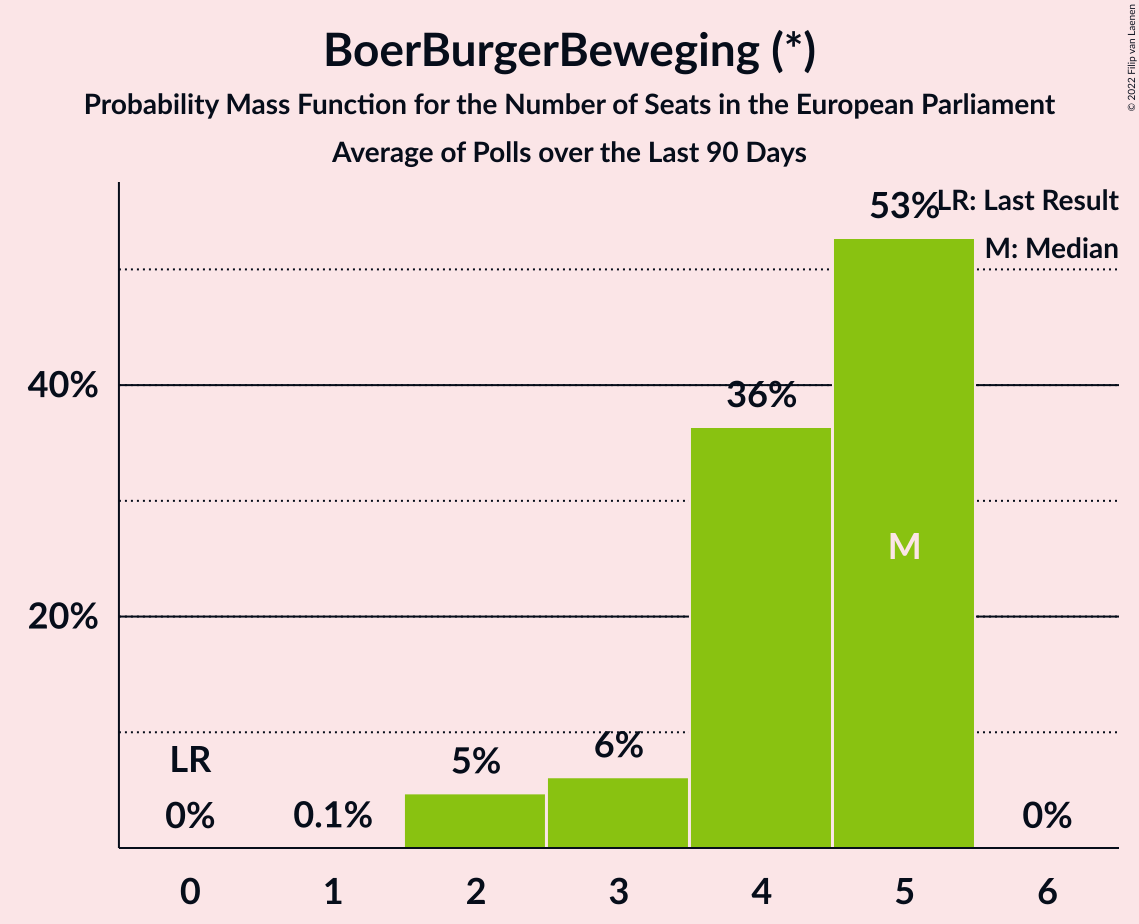 BoerBurgerBeweging (*)
Probability Mass Function for the Number of Seats in the European Parliament
Average of Polls over the Last 90 Days
© 2022 Filip van Laenen
LR: Last Result
M: Median
53%
40%
36%
M
20%
LR
0%
0.1%
5%
6%
0%
0 1 2 3 4 5 6